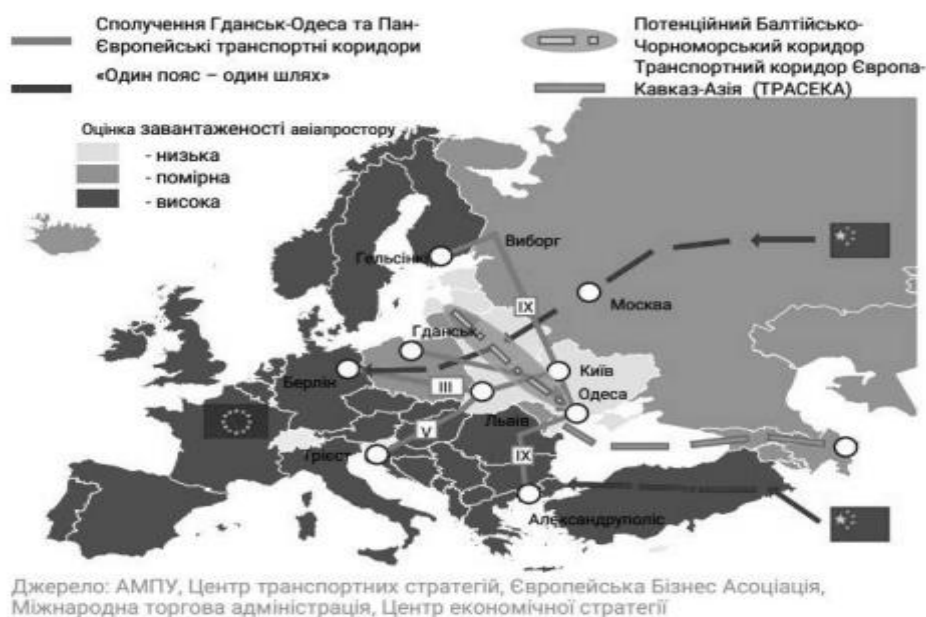 Сполучення Гданськ-Одеса та Пан-
Європейські транспортні коридори
«Один пояс – один шлях»
Потенційний Балтійсько-
Чорноморський коридор
Транспортний коридор Європа-
Кавказ-Азія (ТРАСЕКА)
Оцінка завантаженості авіапростору
- низька
- помірна
- висока
Виборг
Гельсінкі
Москва
IX
Гданськ
Київ
Берлін
III
Одеса
Львів
V
Трієст
IX
Александруполіс
Джерело: АМПУ, Центр транспортних стратегій, Європейська Бізнес Асоціація,
Міжнародна торгова адміністрація, Центр економічної стратегії